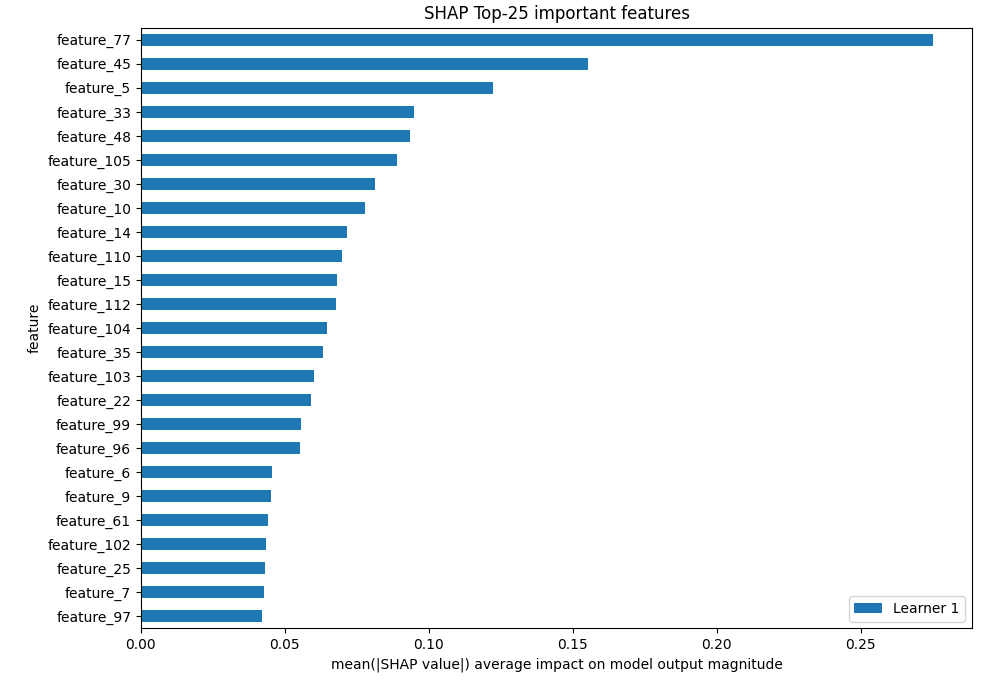 SHAP Top-25 important features
feature_77
feature_45
feature_5
feature_33
feature_48
feature_105
feature_30
feature_10
feature_14
feature_110
feature_15
feature_112
feature_104
feature_35
feature_103
feature_22
feature_99
feature_96
feature_6
feature_9
feature_61
feature_102
feature_25
feature_7
feature_97
feature
Learner 1
0.00 0.05 0.10 0.15 0.20 0.25
mean(|SHAP value|) average impact on model output magnitude